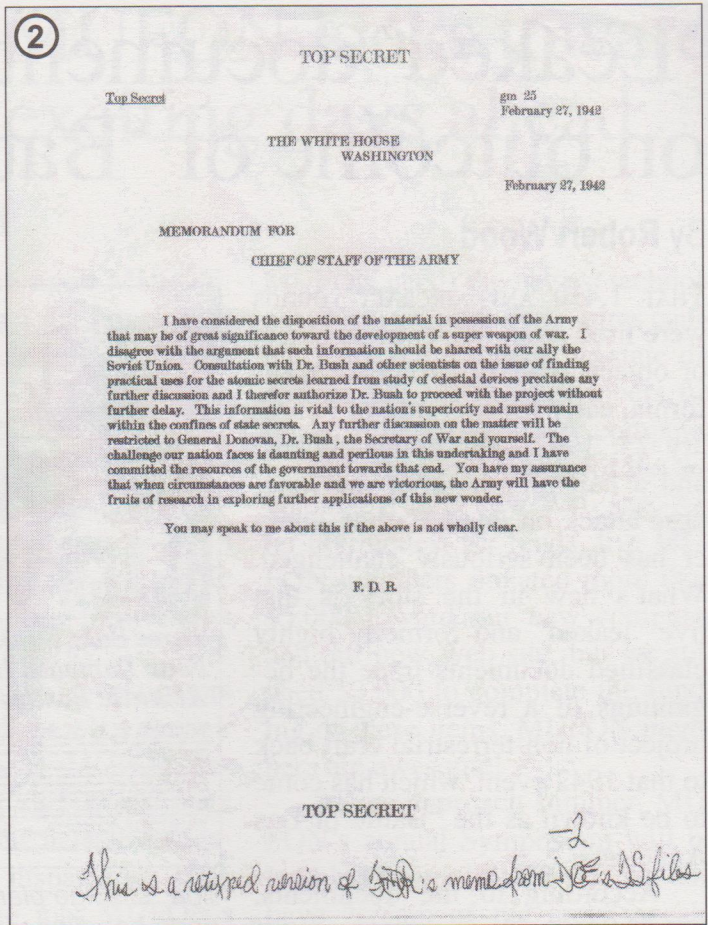 2
TOP SECRET
Top Secret
gm 25
February 27, 1942
THE WHITE HOUSE
WASHINGTON
February 27, 1942
MEMORANDUM FOR
CHIEF OF STAFF OF THE ARMY
I have considered the disposition of the material in possession of the Army
that may be of great significance toward the development of a super weapon of war. I
disagree with the argument that such information should be shared with our ally the
Soviet Union. Consultation with Dr. Bush and other scientists on the issue of finding
practical uses for the atomic secrets learned from study of celestial devices precludes any
further discussion and I therefor authorize Dr. Bush to proceed with the project without
further delay. This information is vital to the nation's superiority and must remain
within the confines of state secrets. Any further discussion on the matter will be
restricted to General Donovan, Dr. Bush , the Secretary of War and yourself. The
challenge our nation faces is daunting and perilous in this undertaking and I have
committed the resources of the government towards that end. You have my assurance
that when circumstances are favorable and we are victorious, the Army will have the
fruits of research in exploring further applications of this new wonder.
You may speak to me about this if the above is not wholly clear.
F. D. R.
TOP SECRET
-2
This is a retyped version of FDR's memo from TS files
By Robert Wood